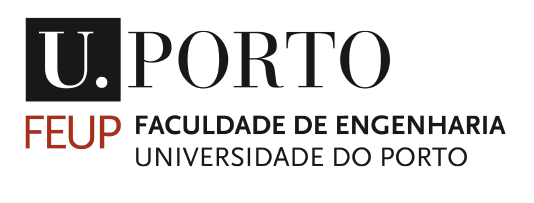 U. PORTO
FEUP FACULDADE DE ENGENHARIA
UNIVERSIDADE DO PORTO